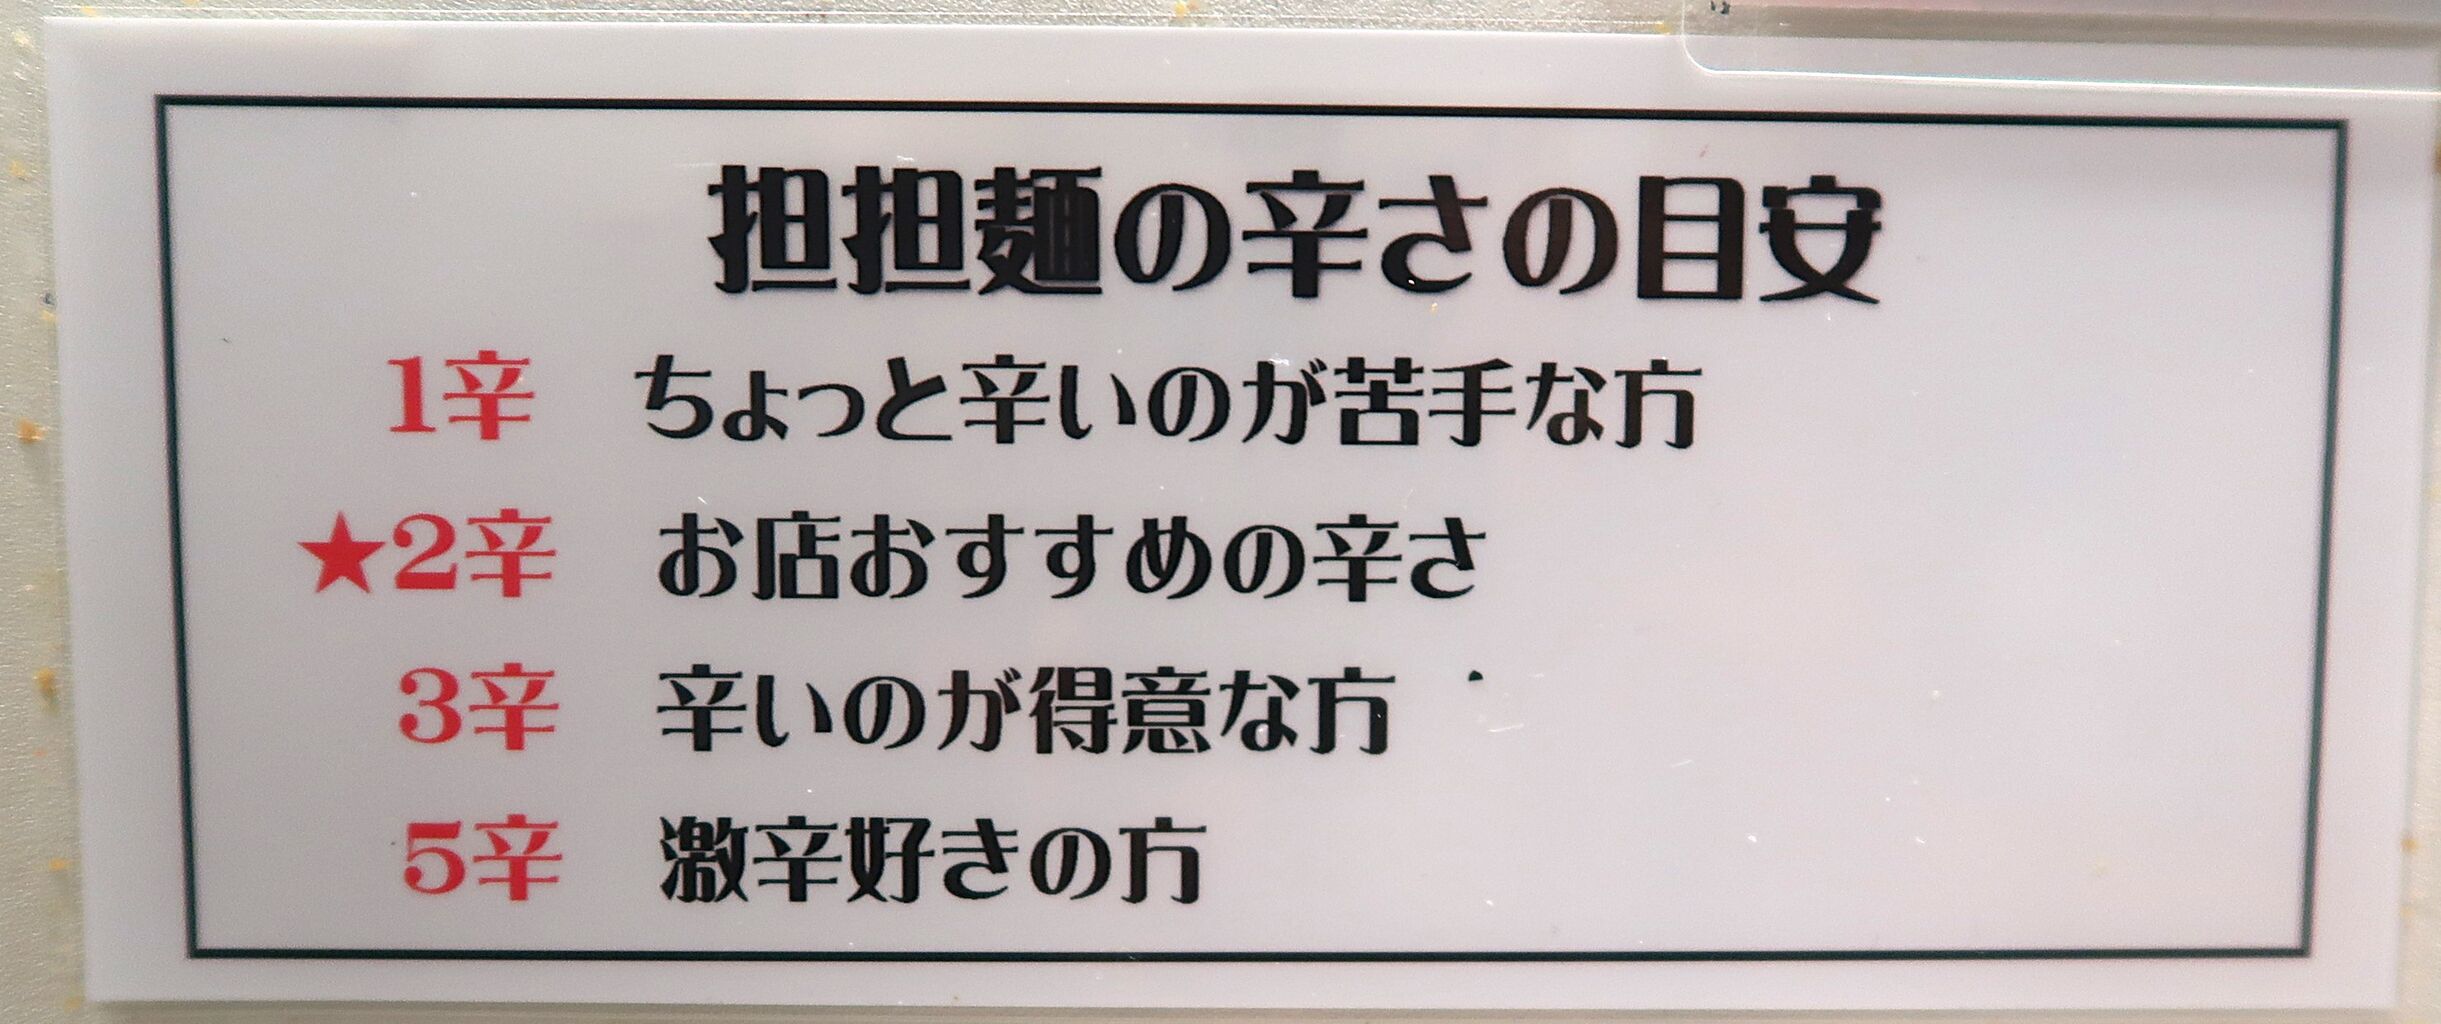 担担麺の辛さの目安
1辛 ちょっと辛いのが苦手な方
★2辛 お店おすすめの辛さ
3辛 辛いのが得意な方
5辛 激辛好きの方